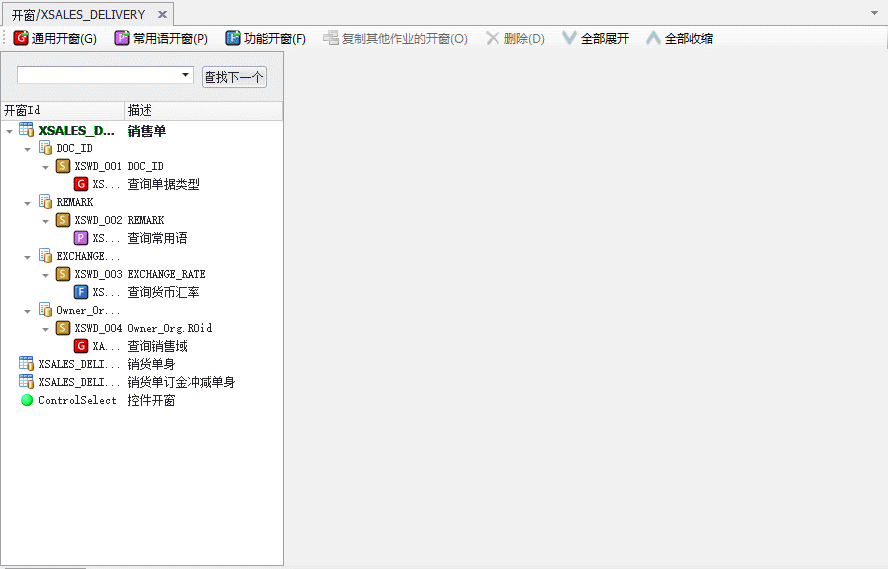 开窗/XSALES_DELIVERY
通用开窗(G) 常用语开窗(P) 功能开窗(F) 复制其他作业的开窗(O) 删除(D) 全部展开 全部收缩
查找下一个
开窗Id 描述
XSALES_D... 销售单
DOC_ID
S XSWD_001 DOC_ID
G XS... 查询单据类型
REMARK
S XSWD_002 REMARK
P XS... 查询常用语
EXCHANGE...
S XSWD_003 EXCHANGE_RATE
F XS... 查询货币汇率
Owner_Or...
S XSWD_004 Owner_Org.ROid
G XA... 查询销售域
XSALES_DELI... 销货单身
XSALES_DELI... 销货单订金冲减单身
ControlSelect 控件开窗